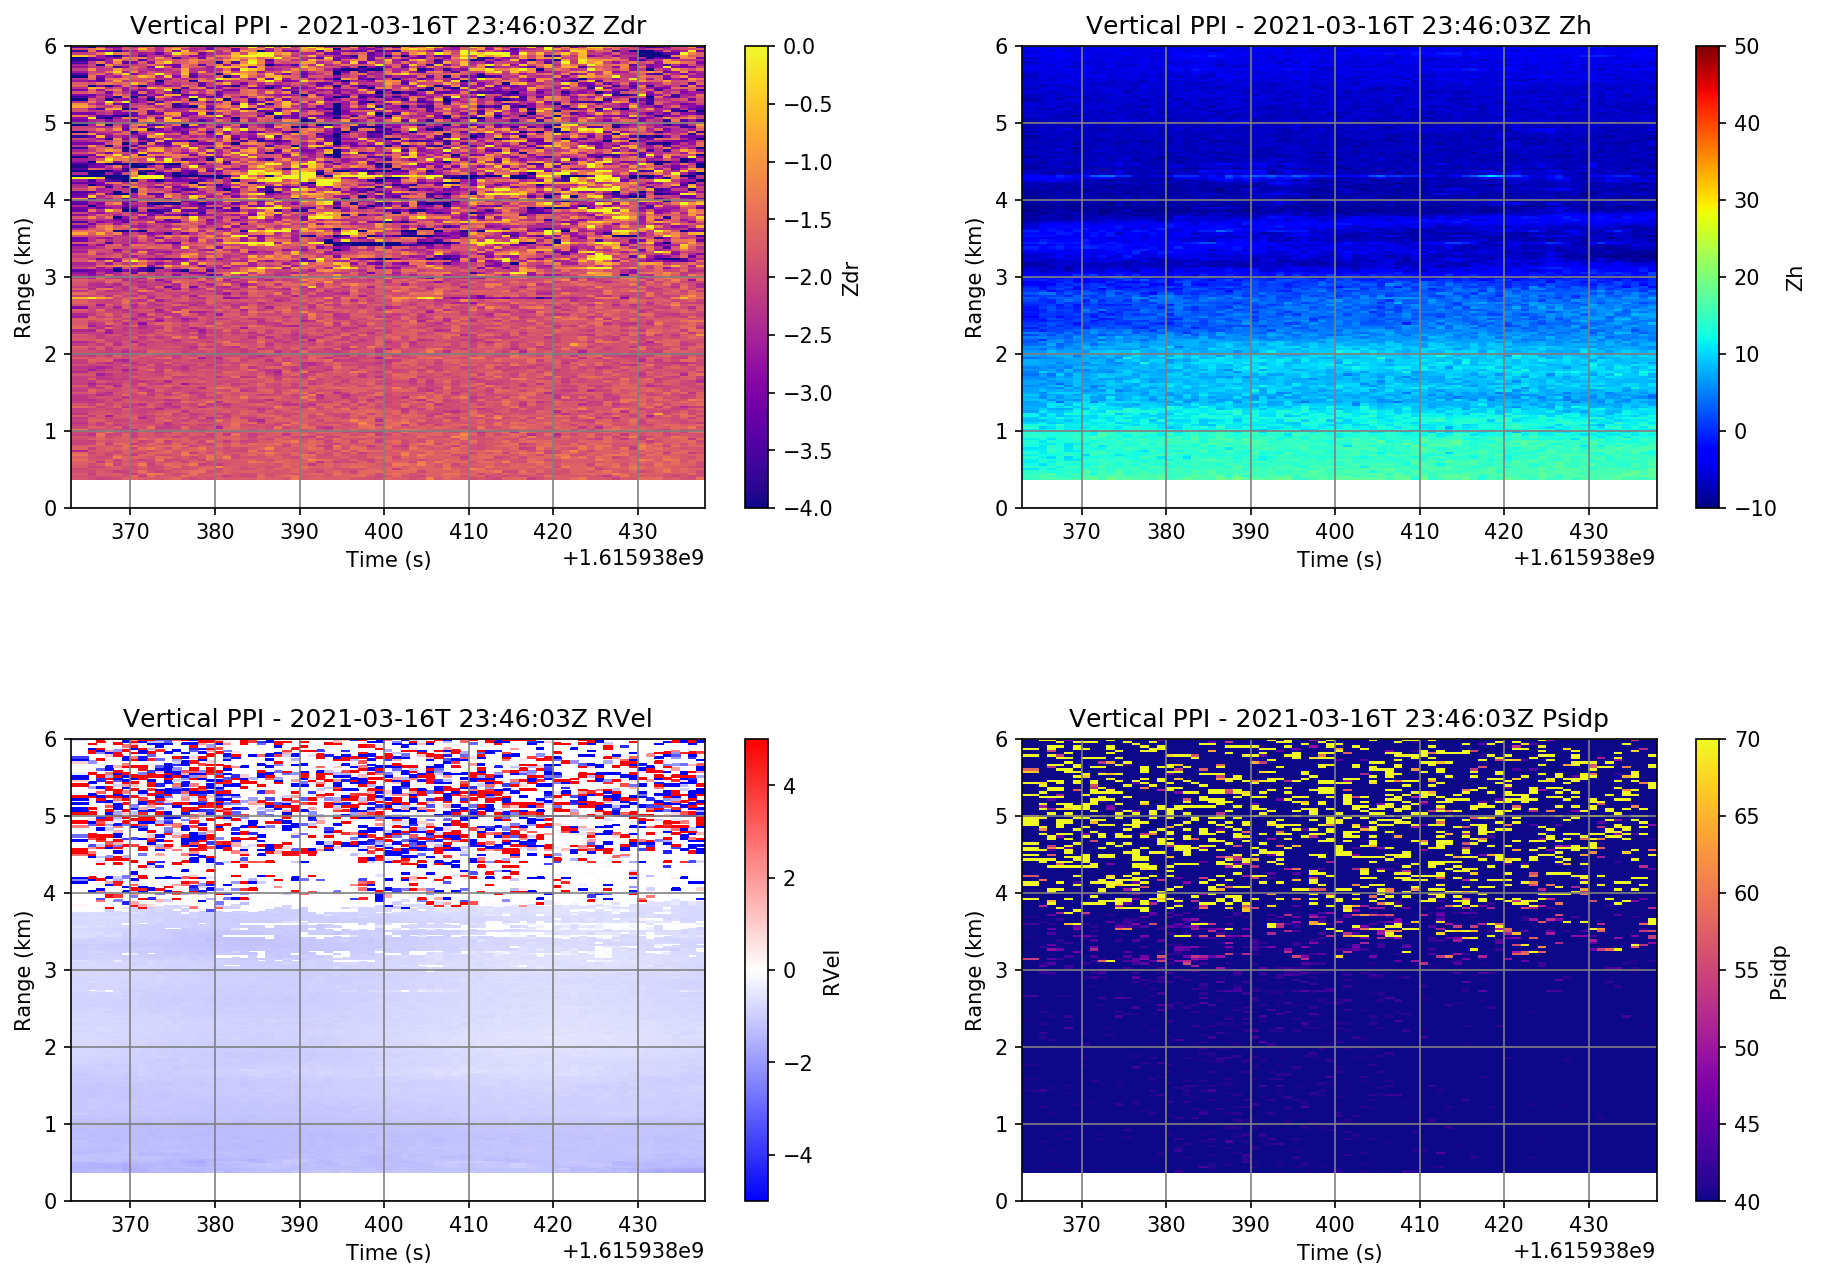 Vertical PPI - 2021-03-16T 23:46:03Z Zdr
6
5
4
3
2
1
0
Range (km)
370 380 390 400 410 420 430
Time (s)
+1.615938e9
0.0
−0.5
−1.0
−1.5
−2.0
−2.5
−3.0
−3.5
−4.0
Zdr
Vertical PPI - 2021-03-16T 23:46:03Z Zh
6
5
4
3
2
1
0
Range (km)
370 380 390 400 410 420 430
Time (s)
+1.615938e9
50
40
30
20
10
0
−10
Zh
Vertical PPI - 2021-03-16T 23:46:03Z RVel
6
5
4
3
2
1
0
Range (km)
370 380 390 400 410 420 430
Time (s)
+1.615938e9
4
2
0
−2
−4
RVel
Vertical PPI - 2021-03-16T 23:46:03Z Psidp
6
5
4
3
2
1
0
Range (km)
370 380 390 400 410 420 430
Time (s)
+1.615938e9
70
65
60
55
50
45
40
Psidp